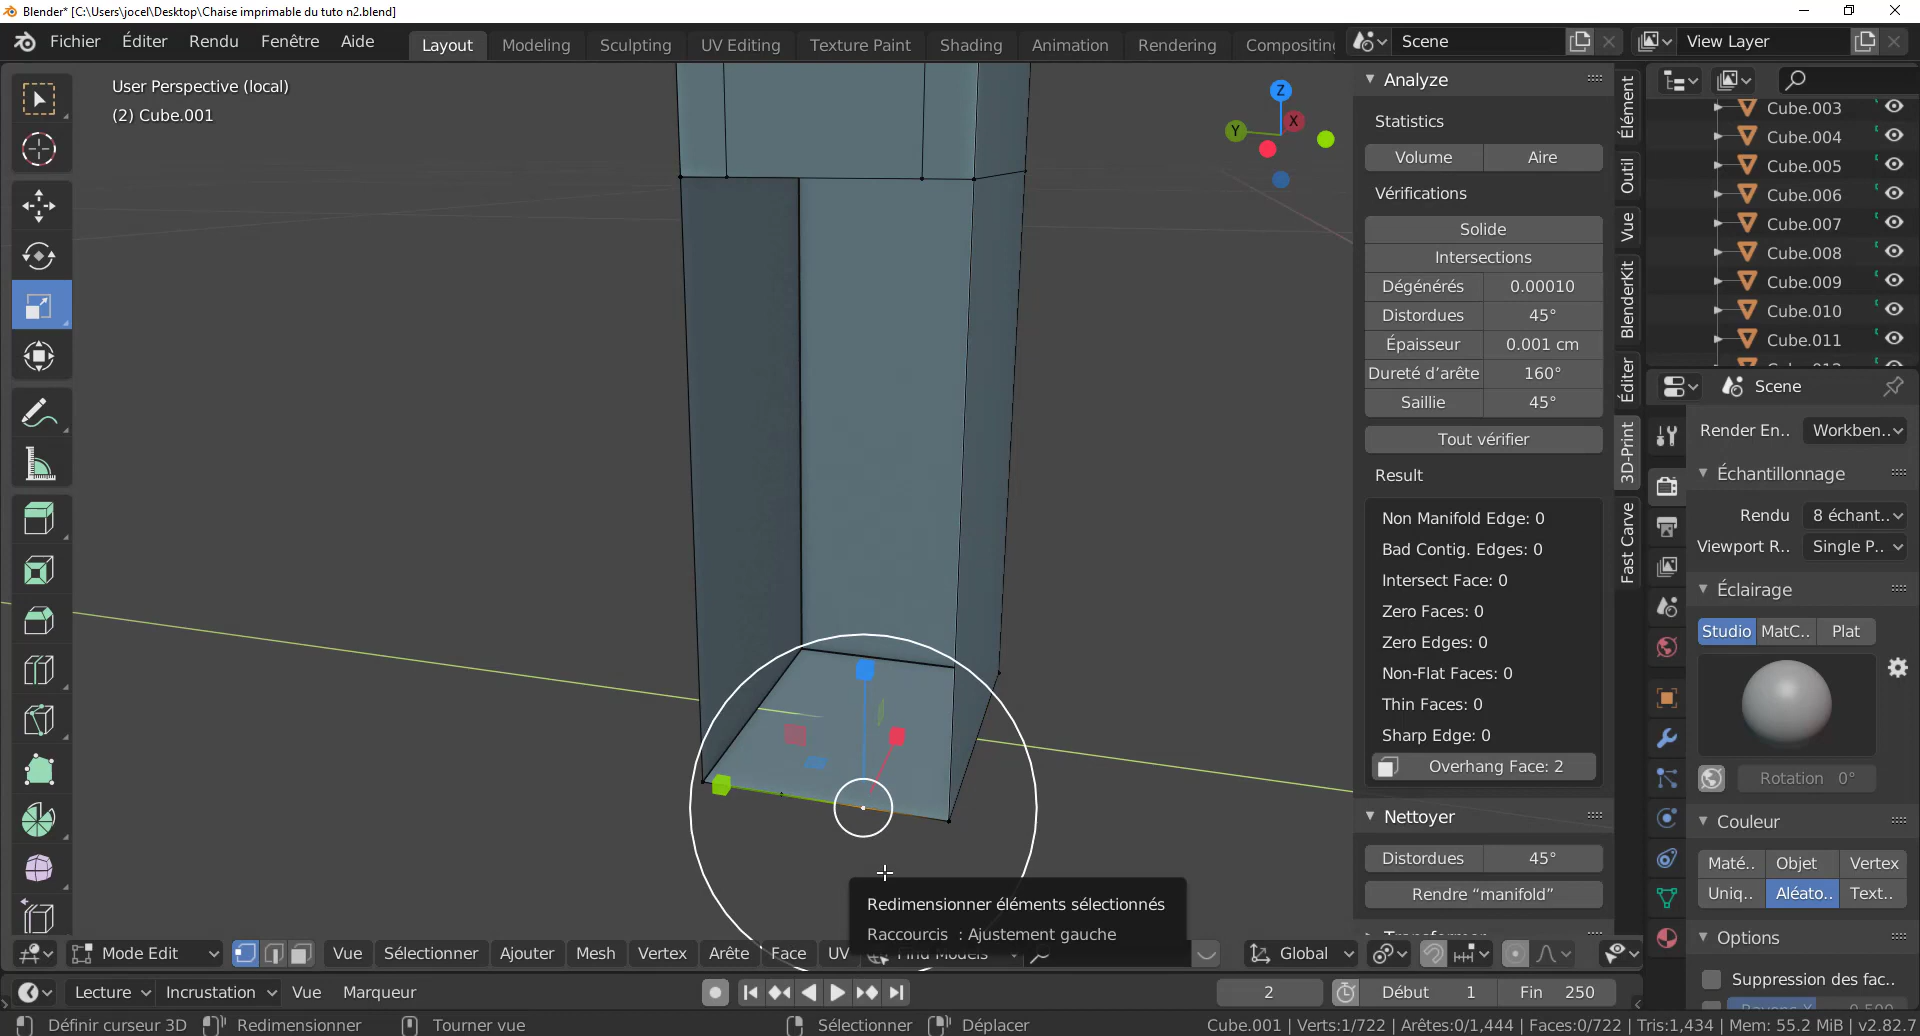 Blender* [C:\Users\jocel\Desktop\Chaise imprimable du tuto n2.blend]
Fichier Éditer Rendu Fenêtre Aide Layout Modeling Sculpting UV Editing Texture Paint Shading Animation Rendering Compositing Scene View Layer
User Perspective (local)
(2) Cube.001
Z
Y
X
Analyze
Statistics
Volume Aire
Vérifications
Solide
Intersections
Dégénérés 0.00010
Distordues 45°
Épaisseur 0.001 cm
Dureté d’arête 160°
Saillie 45°
Tout vérifier
Result
Non Manifold Edge: 0
Bad Contig. Edges: 0
Intersect Face: 0
Zero Faces: 0
Zero Edges: 0
Non-Flat Faces: 0
Thin Faces: 0
Sharp Edge: 0
Overhang Face: 2
Nettoyer
Distordues 45°
Rendre “manifold”
Élément
Outil
Vue
BlenderKit
Éditer
3D-Print
Fast Carve
Cube.003
Cube.004
Cube.005
Cube.006
Cube.007
Cube.008
Cube.009
Cube.010
Cube.011
Scene
Render En.. Workben..
Échantillonnage
Rendu 8 échant..
Viewport R.. Single P..
Éclairage
Studio MatC.. Plat
Rotation 0°
Couleur
Maté.. Objet Vertex
Uniq.. Aléato.. Text..
Options
Suppression des fac..
Redimensionner éléments sélectionnés
Raccourcis : Ajustement gauche
Mode Edit Vue Sélectionner Ajouter Mesh Vertex Arête Face UV Find Models Global
Lecture Incrustation Vue Marqueur 2 Début 1 Fin 250
Définir curseur 3D Redimensionner Tourner vue Sélectionner Déplacer Cube.001 | Verts:1/722 | Arêtes:0/1,444 | Faces:0/722 | Tris:1,434 | Mem: 55.2 MiB | v2.82.7